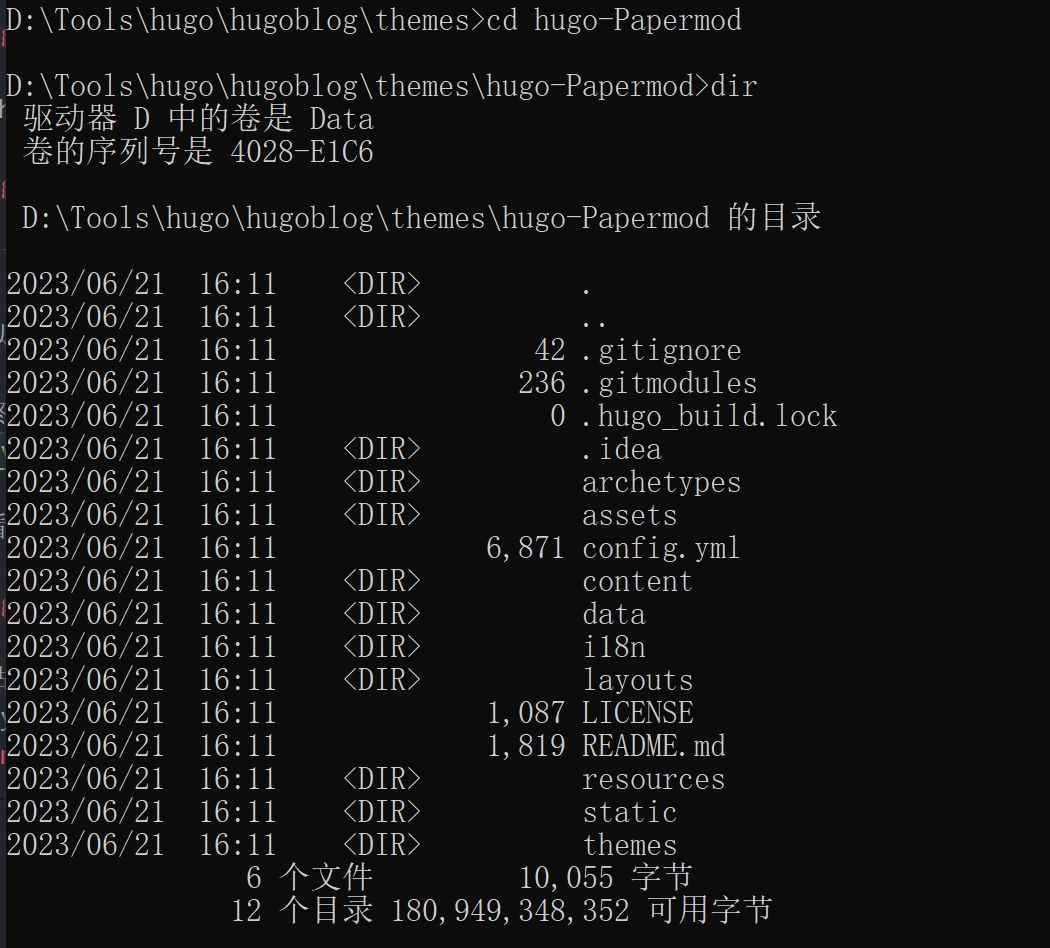 D:\Tools\hugo\hugoblog\themes>cd hugo-Papermod
D:\Tools\hugo\hugoblog\themes\hugo-Papermod>dir
驱动器 D 中的卷是 Data
卷的序列号是 4028-E1C6
D:\Tools\hugo\hugoblog\themes\hugo-Papermod 的目录
2023/06/21  16:11    <DIR>          .
2023/06/21  16:11    <DIR>          ..
2023/06/21  16:11                42 .gitignore
2023/06/21  16:11               236 .gitmodules
2023/06/21  16:11                 0 .hugo_build.lock
2023/06/21  16:11    <DIR>          .idea
2023/06/21  16:11    <DIR>          archetypes
2023/06/21  16:11    <DIR>          assets
2023/06/21  16:11             6,871 config.yml
2023/06/21  16:11    <DIR>          content
2023/06/21  16:11    <DIR>          data
2023/06/21  16:11    <DIR>          i18n
2023/06/21  16:11    <DIR>          layouts
2023/06/21  16:11             1,087 LICENSE
2023/06/21  16:11             1,819 README.md
2023/06/21  16:11    <DIR>          resources
2023/06/21  16:11    <DIR>          static
2023/06/21  16:11    <DIR>          themes
6 个文件         10,055 字节
12 个目录 180,949,348,352 可用字节